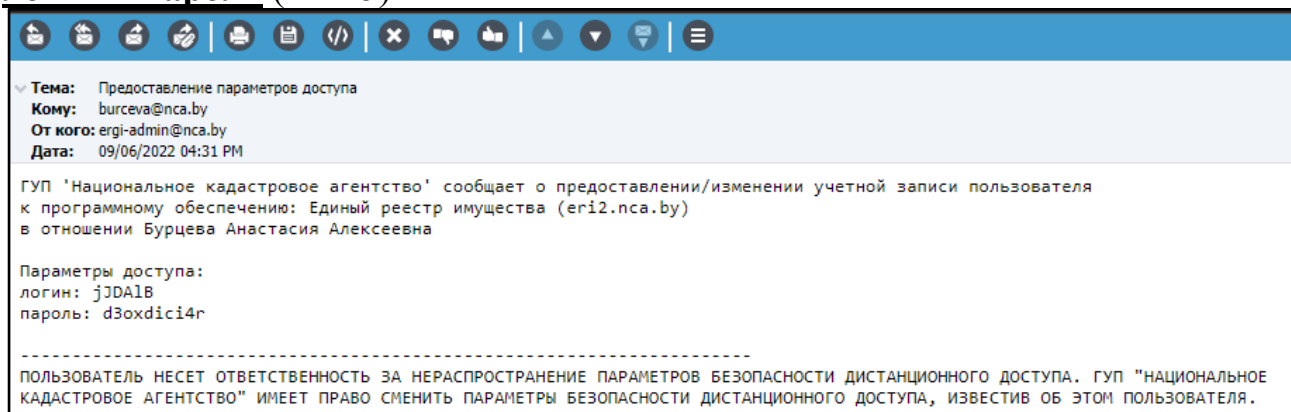 Тема: Предоставление параметров доступа
Кому: burceva@nca.by
От кого: ergi-admin@nca.by
Дата: 09/06/2022 04:31 PM
ГУП 'Национальное кадастровое агентство' сообщает о предоставлении/изменении учетной записи пользователя
к программному обеспечению: Единый реестр имущества (eri2.nca.by)
в отношении Бурцева Анастасия Алексеевна
Параметры доступа:
логин: jJDAlB
пароль: d3oxdici4r
-----------------------------------------------------------------------
ПОЛЬЗОВАТЕЛЬ НЕСЕТ ОТВЕТСТВЕННОСТЬ ЗА НЕРАСПРОСТРАНЕНИЕ ПАРАМЕТРОВ БЕЗОПАСНОСТИ ДИСТАНЦИОННОГО ДОСТУПА. ГУП "НАЦИОНАЛЬНОЕ
КАДАСТРОВОЕ АГЕНТСТВО" ИМЕЕТ ПРАВО СМЕНИТЬ ПАРАМЕТРЫ БЕЗОПАСНОСТИ ДИСТАНЦИОННОГО ДОСТУПА, ИЗВЕСТИВ ОБ ЭТОМ ПОЛЬЗОВАТЕЛЯ.